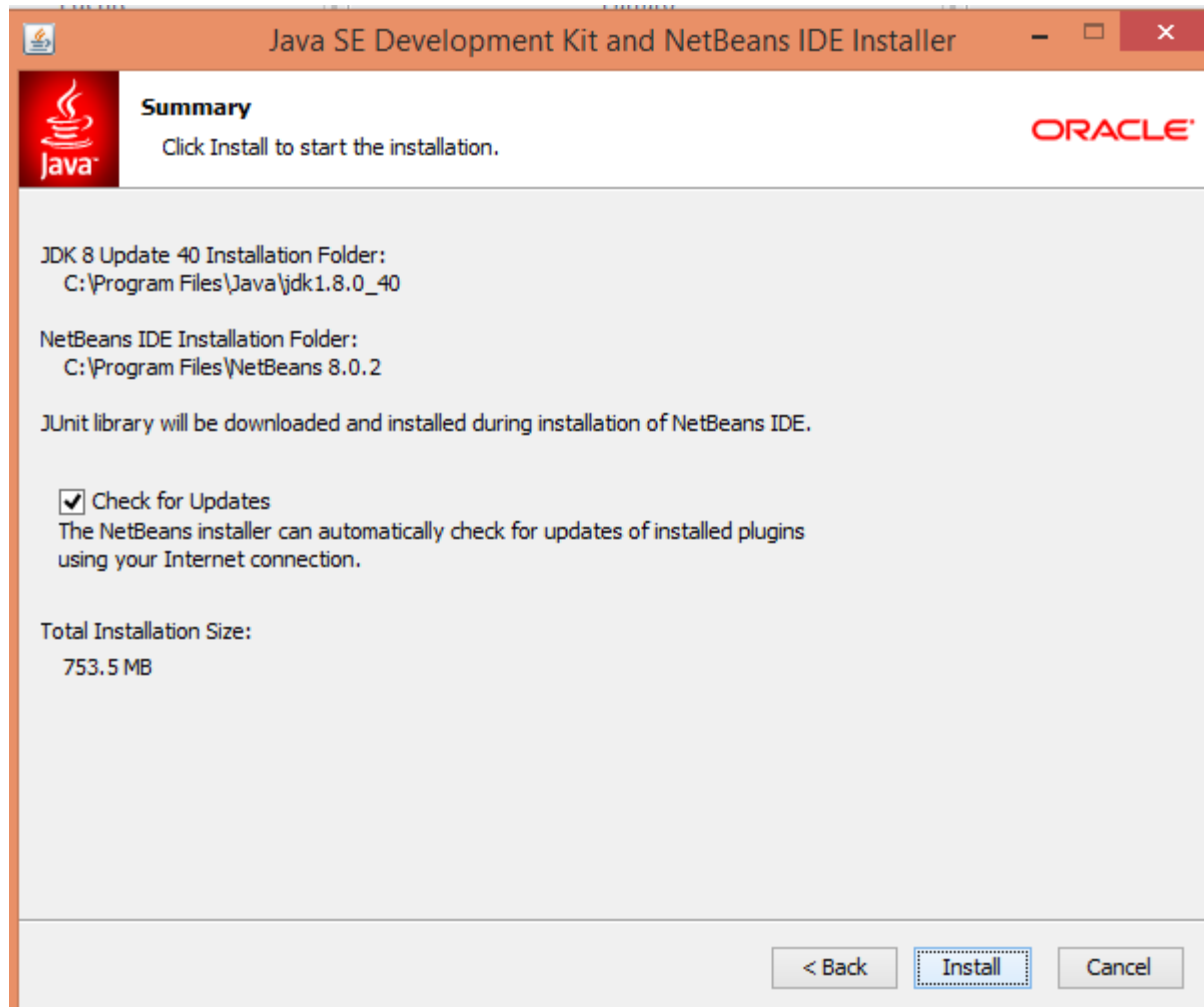 Java SE Development Kit and NetBeans IDE Installer
Java
Summary
Click Install to start the installation.
ORACLE
JDK 8 Update 40 Installation Folder:
C:\Program Files\Java\jdk1.8.0_40
NetBeans IDE Installation Folder:
C:\Program Files\NetBeans 8.0.2
JUnit library will be downloaded and installed during installation of NetBeans IDE.
Check for Updates
The NetBeans installer can automatically check for updates of installed plugins
using your Internet connection.
Total Installation Size:
753.5 MB
< Back Install Cancel